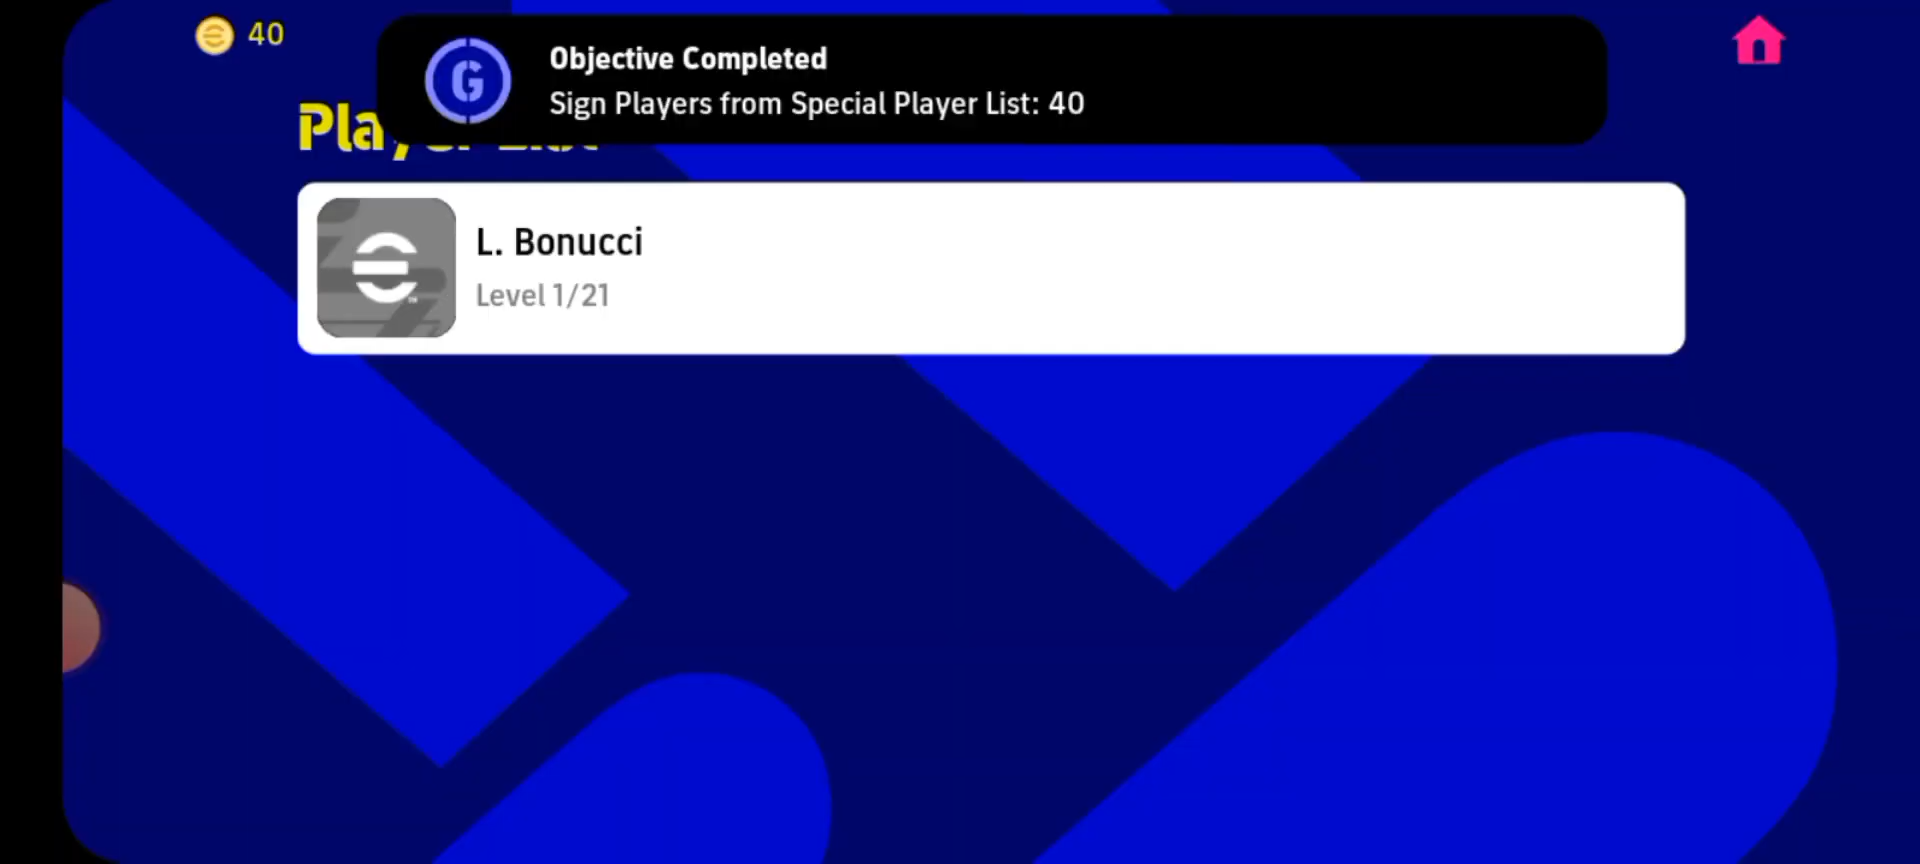 40
Objective Completed
Sign Players from Special Player List: 40
L. Bonucci
Level 1/21